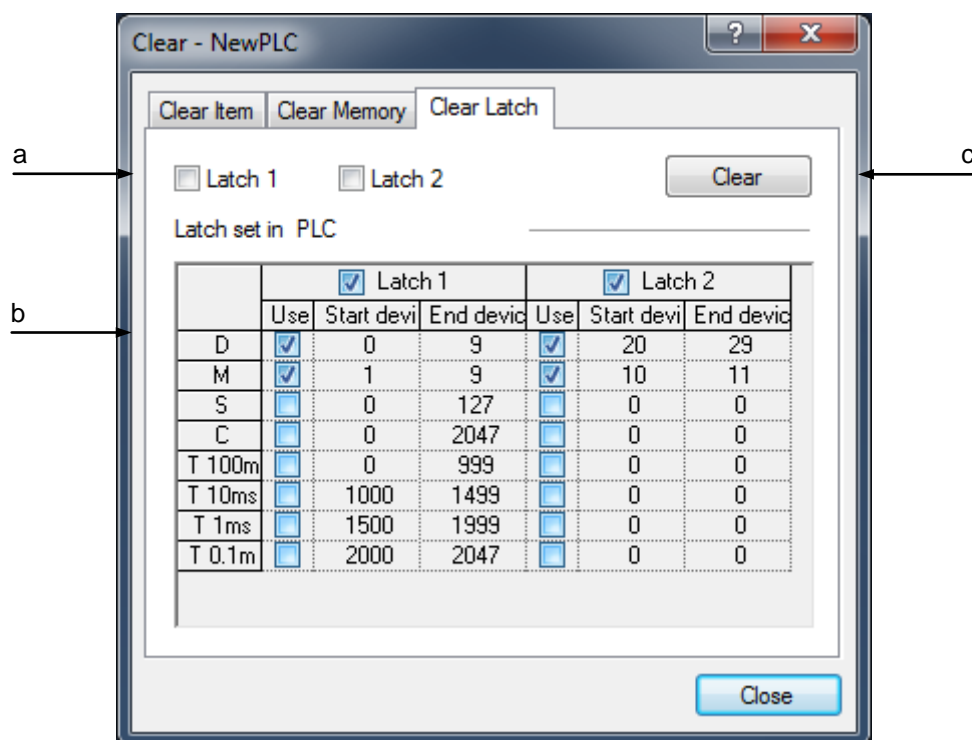 Clear - NewPLC ? X
Clear Item Clear Memory Clear Latch
a Latch 1 Latch 2 Clear c
Latch set in PLC
Latch 1 Latch 2
b Use Start devi End devic Use Start devi End devic
D 0 9 20 29
M 1 9 10 11
S 0 127 0 0
C 0 2047 0 0
T 100m 0 999 0 0
T 10ms 1000 1499 0 0
T 1ms 1500 1999 0 0
T 0.1m 2000 2047 0 0
Close